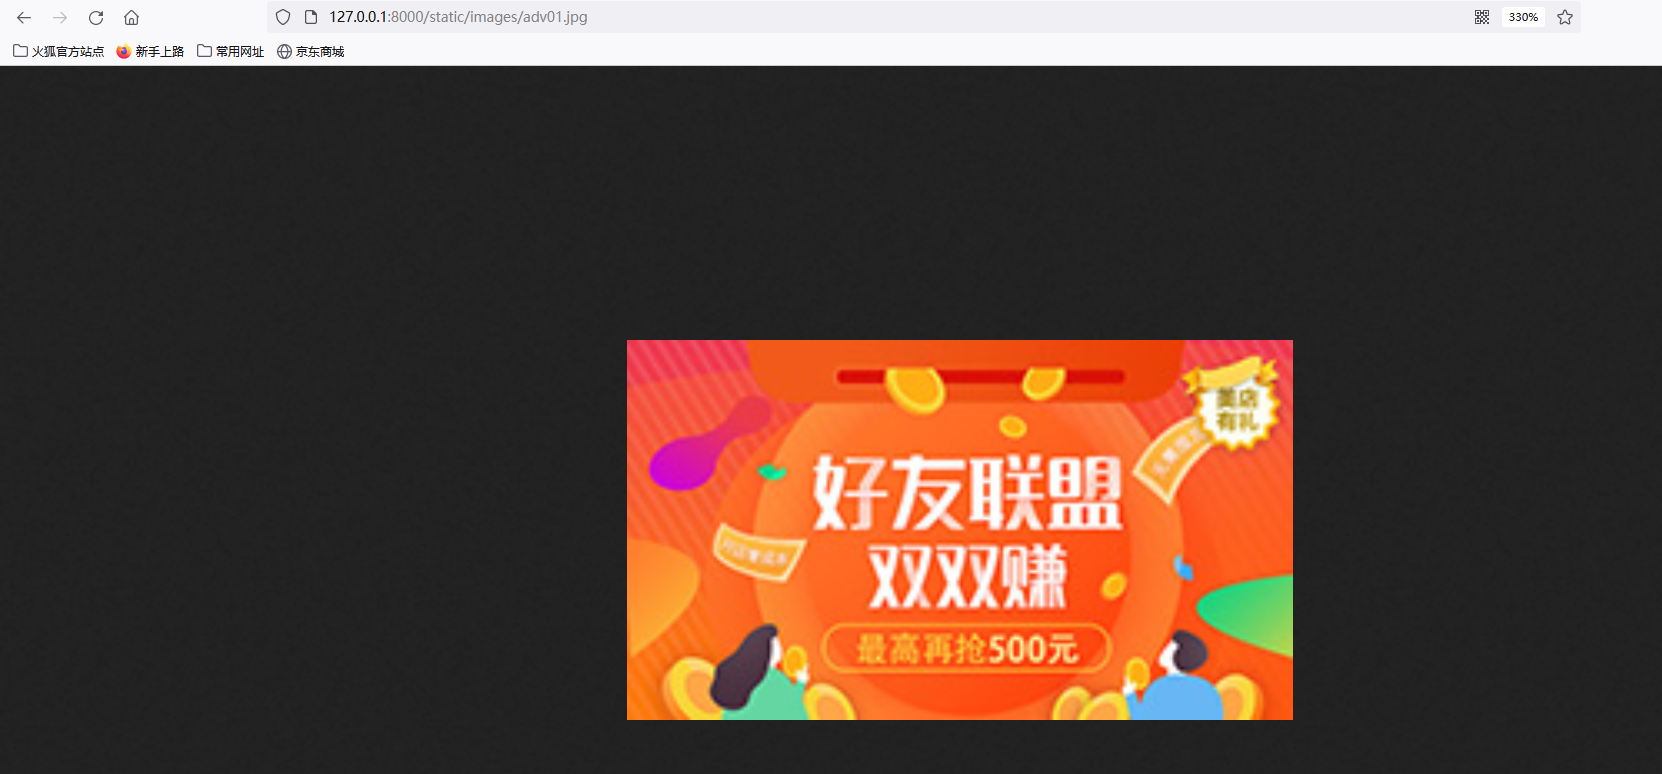 127.0.0.1:8000/static/images/adv01.jpg
330%
火狐官方站点
新手上路
常用网址
京东商城
美店
有礼
好友联盟
双双赚
最高再抢500元